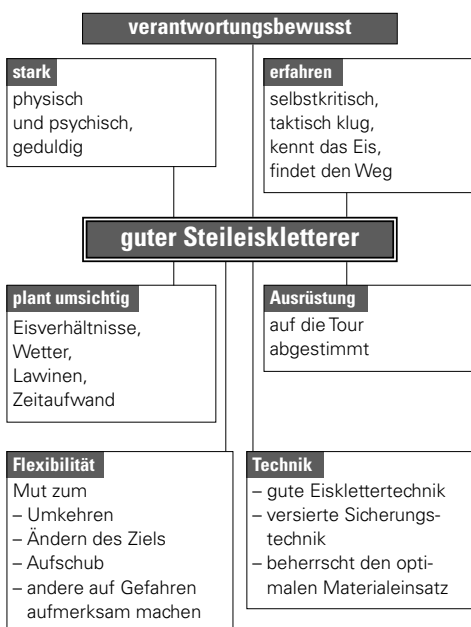 verantwortungsbewusst
stark
physisch
und psychisch,
geduldig
erfahren
selbstkritisch,
taktisch klug,
kennt das Eis,
findet den Weg
guter Steileiskletterer
plant umsichtig
Eisverhältnisse,
Wetter,
Lawinen,
Zeitaufwand
Ausrüstung
auf die Tour
abgestimmt
Flexibilität
Mut zum
– Umkehren
– Ändern des Ziels
– Aufschub
– andere auf Gefahren
aufmerksam machen
Technik
– gute Eisklettertechnik
– versierte Sicherungs-
technik
– beherrscht den opti-
malen Materialeinsatz